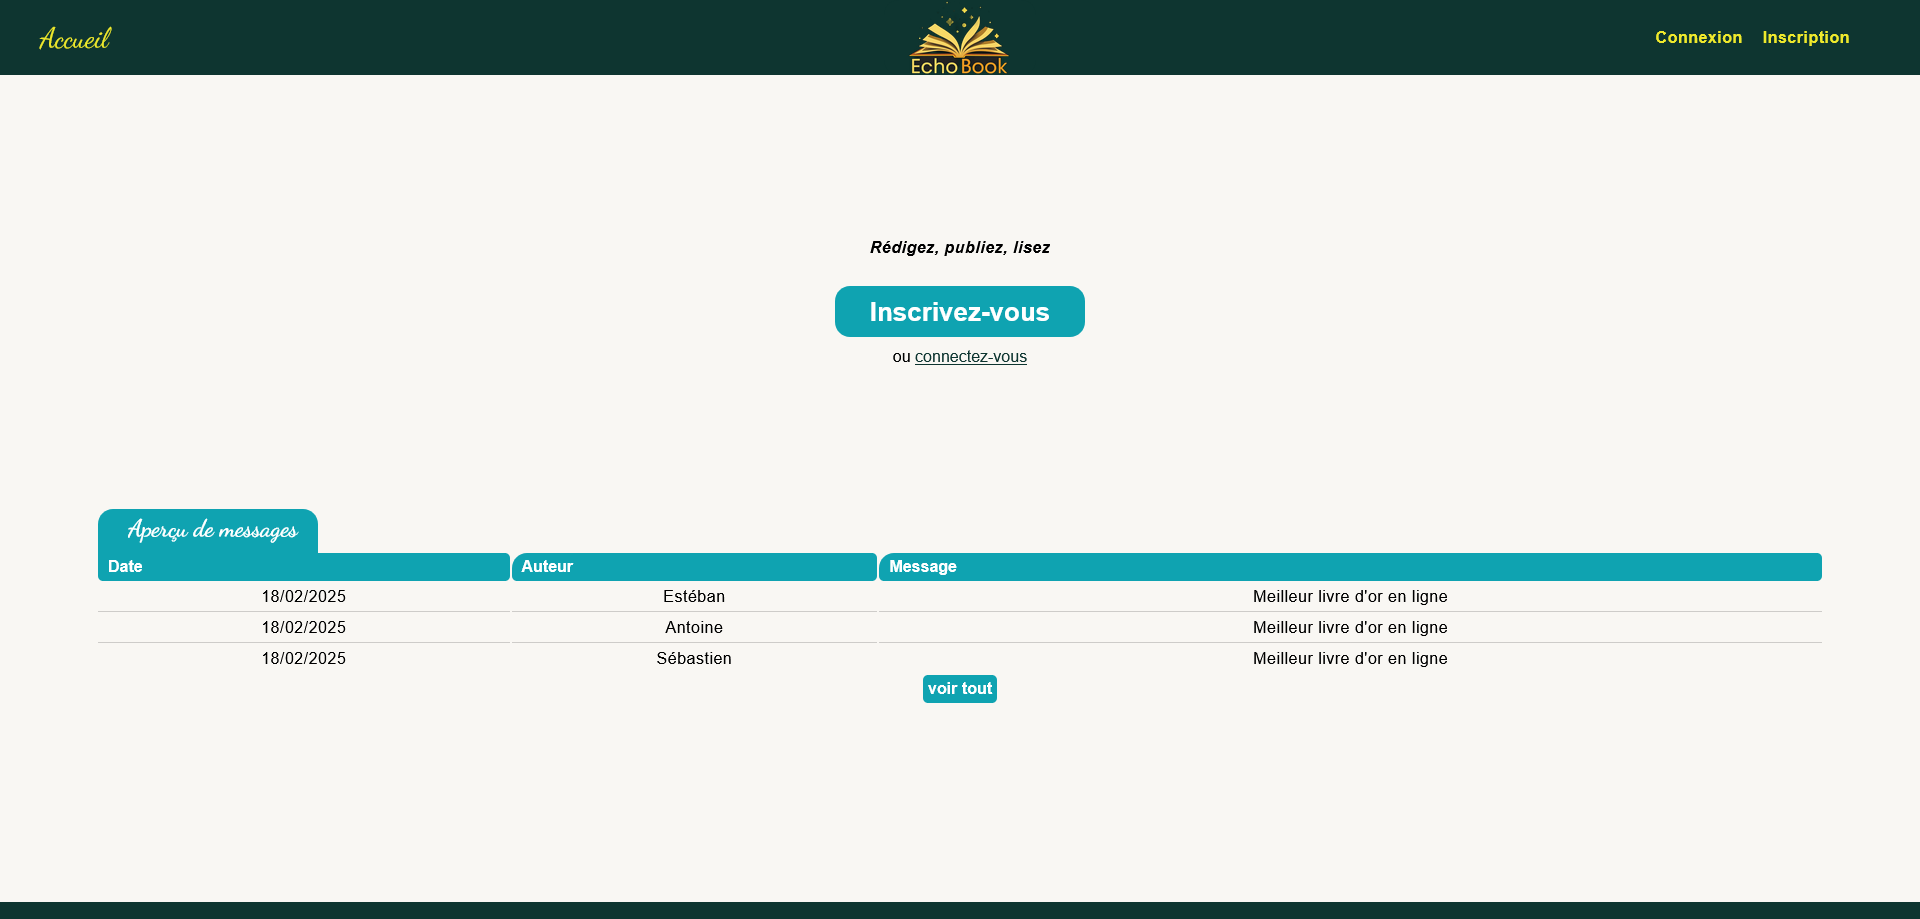 Accueil
Echo Book
Connexion Inscription
Rédigez, publiez, lisez
Inscrivez-vous
ou connectez-vous
Aperçu de messages
Date Auteur Message
18/02/2025 Estéban Meilleur livre d'or en ligne
18/02/2025 Antoine Meilleur livre d'or en ligne
18/02/2025 Sébastien Meilleur livre d'or en ligne
voir tout